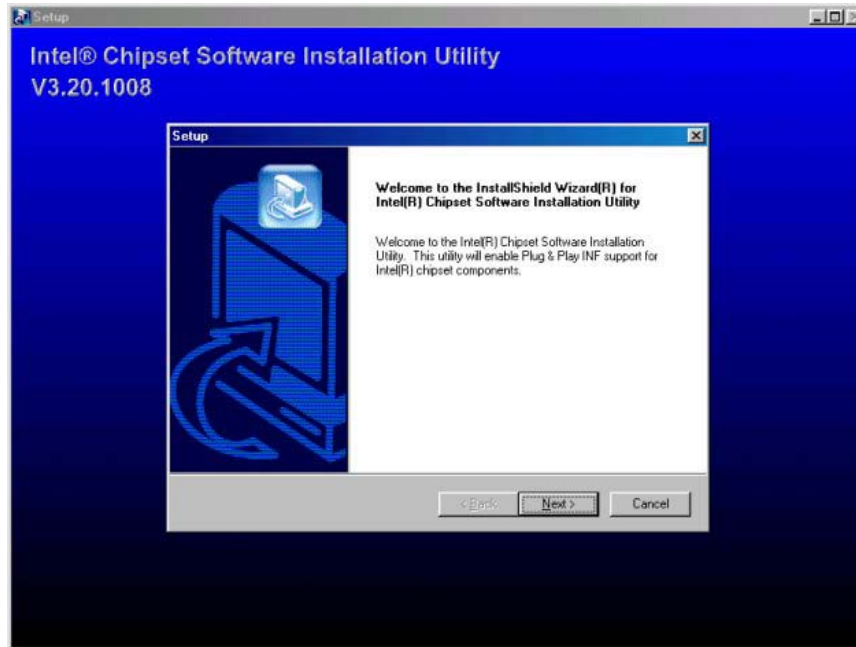 Setup
Intel® Chipset Software Installation Utility
V3.20.1008
Setup
Welcome to the InstallShield Wizard(R) for
Intel(R) Chipset Software Installation Utility
Welcome to the Intel(R) Chipset Software Installation
Utility. This utility will enable Plug & Play INF support for
Intel(R) chipset components.
< Back
Next >
Cancel